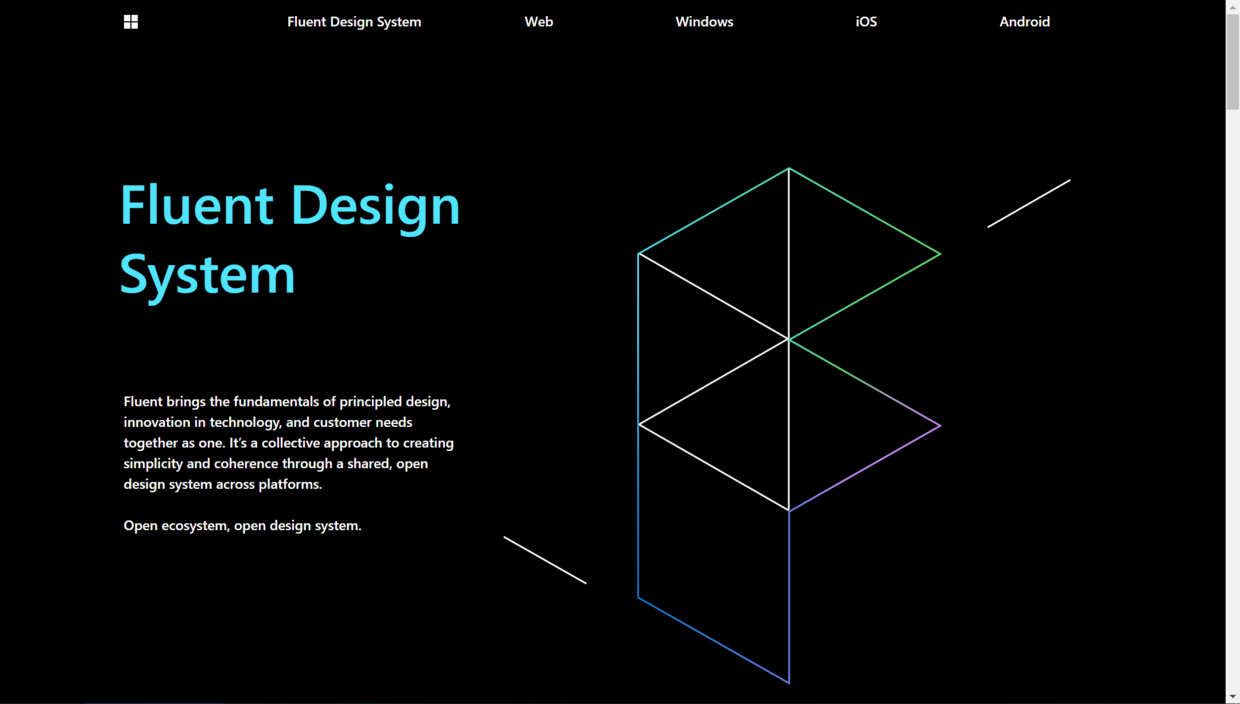 Fluent Design System Web Windows iOS Android
Fluent Design
System
Fluent brings the fundamentals of principled design,
innovation in technology, and customer needs
together as one. It’s a collective approach to creating
simplicity and coherence through a shared, open
design system across platforms.
Open ecosystem, open design system.